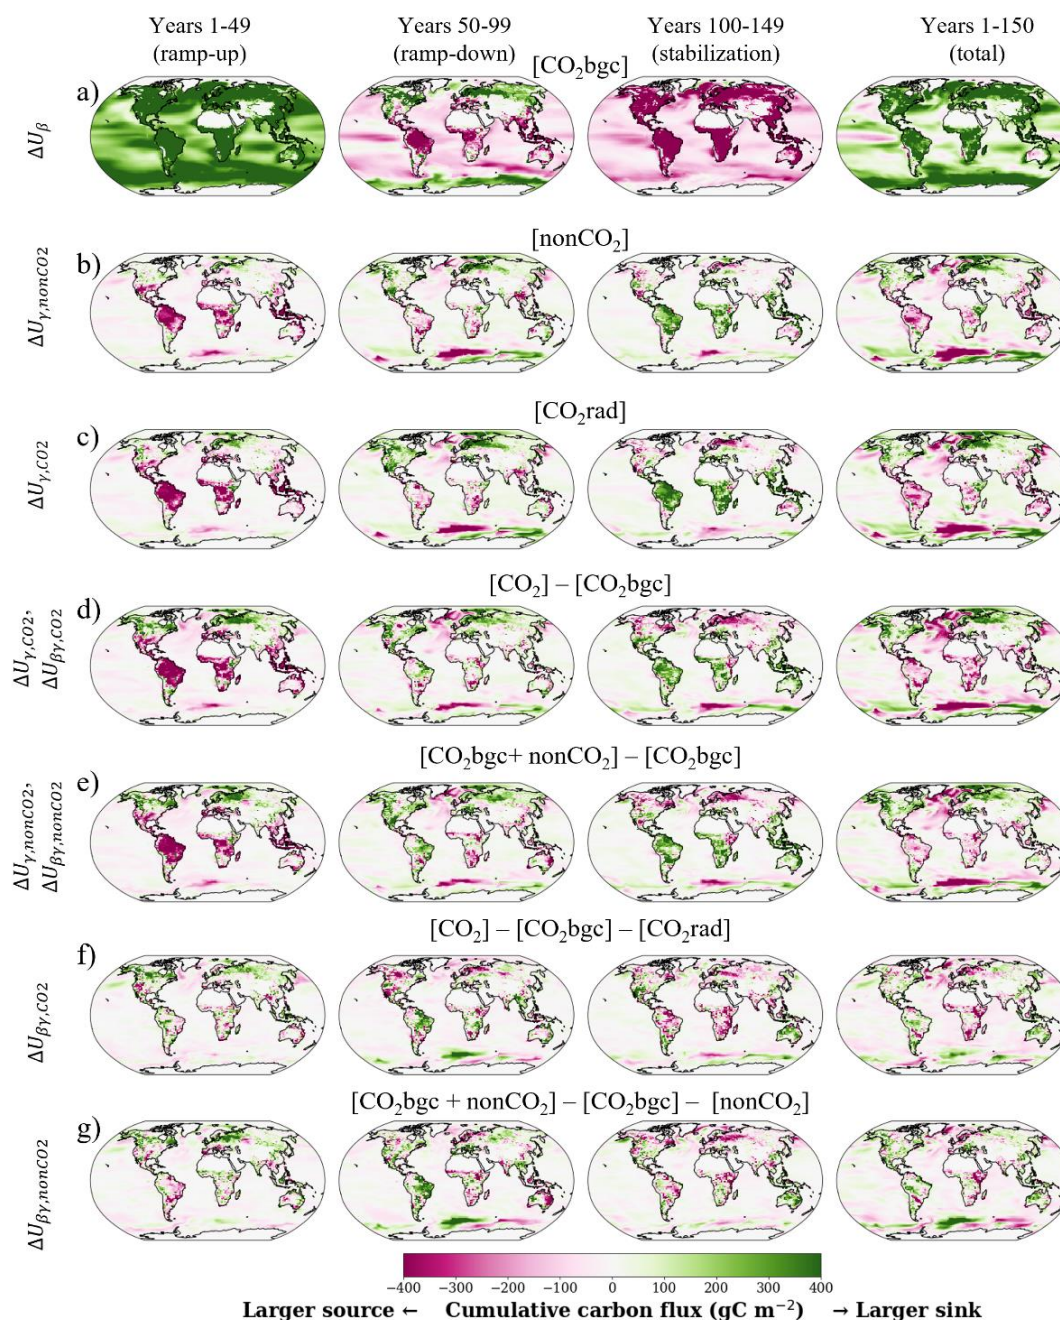 Years 1-49 Years 50-99 Years 100-149 Years 1-150
(ramp-up) (ramp-down) (stabilization) (total)
[CO₂bgc]
a)
ΔU_β
[nonCO₂]
b)
ΔU_γ,nonCO2
[CO₂rad]
c)
ΔU_γ,CO2
[CO₂] – [CO₂bgc]
d)
ΔU_γ,CO2,
ΔU_βγ,CO2
[CO₂bgc+ nonCO₂] – [CO₂bgc]
e)
ΔU_γ,nonCO2,
ΔU_βγ,nonCO2
[CO₂] – [CO₂bgc] – [CO₂rad]
f)
ΔU_βγ,CO2
[CO₂bgc + nonCO₂] – [CO₂bgc] – [nonCO₂]
g)
ΔU_βγ,nonCO2
−400 −300 −200 −100 0 100 200 300 400
Larger source ← Cumulative carbon flux (gC m⁻²) → Larger sink